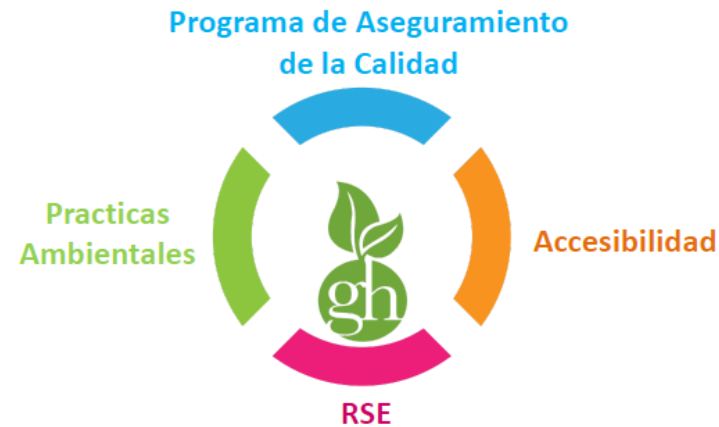 Programa de Aseguramiento
de la Calidad
Practicas
Ambientales
Accesibilidad
gh
RSE